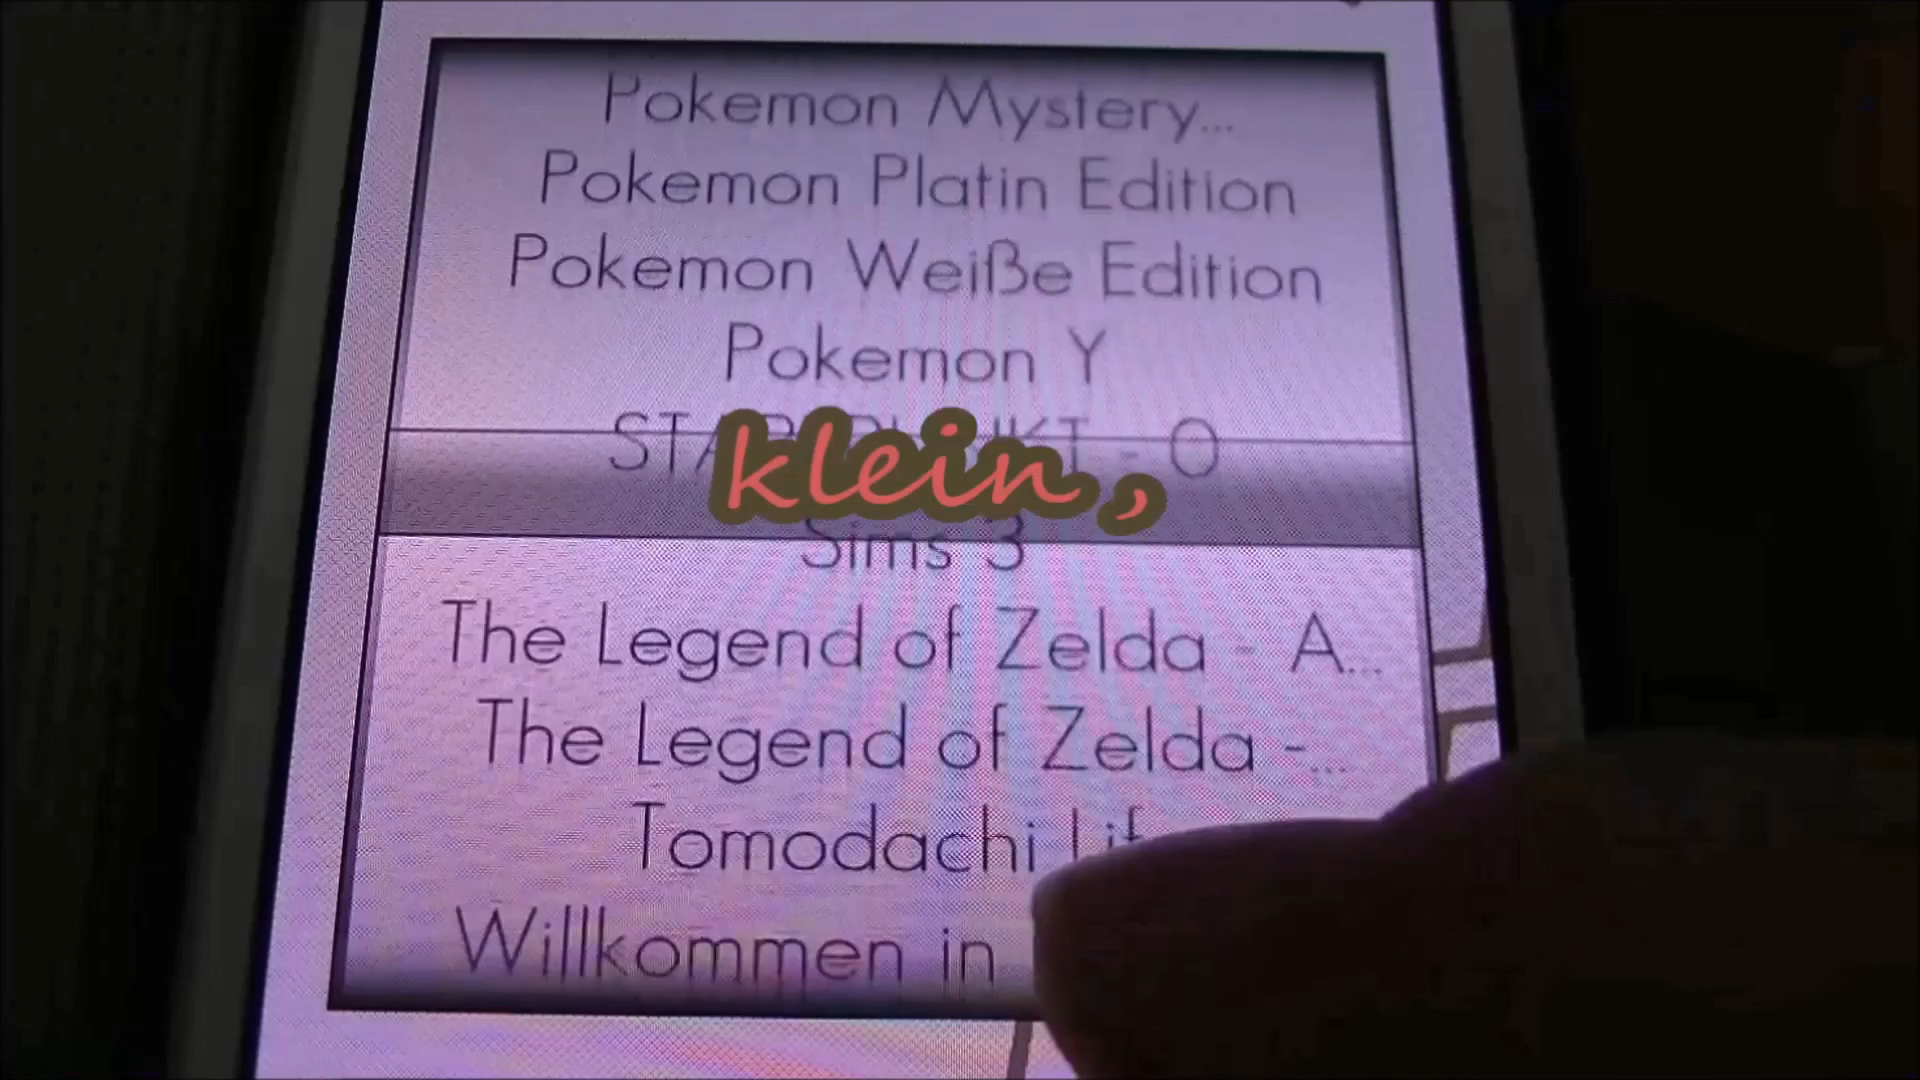 Pokemon Mystery...
Pokemon Platin Edition
Pokemon Weiße Edition
Pokemon Y
- O
klein,
Sims 3
The Legend of Zelda - A...
The Legend of Zelda -...
Tomodachi
Willkommen in